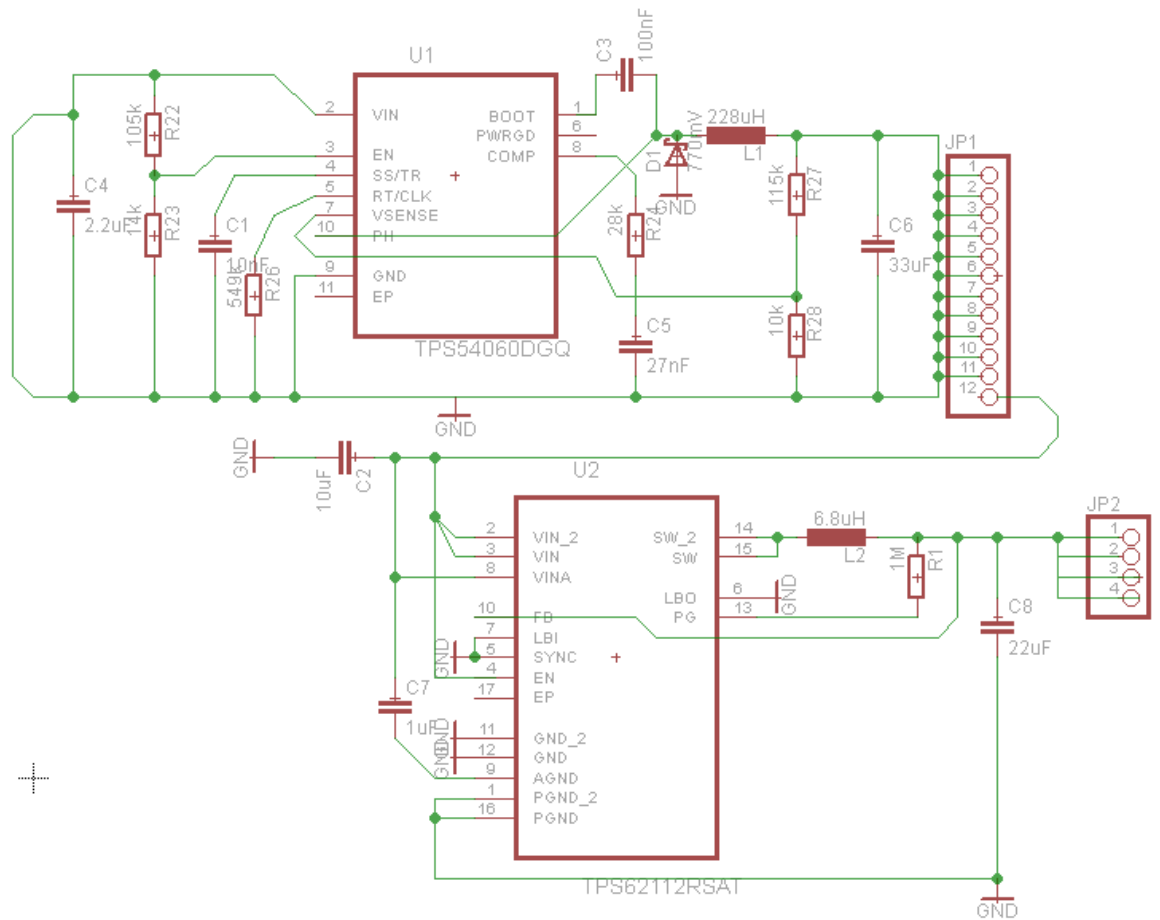 U1
C3
100nF
2 VIN BOOT 1
PWRGD 6
3 EN COMP 8
4 SS/TR
5 RT/CLK
7 VSENSE
10 PH
9 GND
11 EP
TPS54060DGQ
105k
R22
14k
R23
C4
2.2uF
C1
10nF
549k
R26
28k
R24
C5
27nF
D1
770mV
GND
228uH
L1
115k
R27
10k
R28
C6
33uF
JP1
1
2
3
4
5
6
7
8
9
10
11
12
GND
GND
10uF
C2
U2
2 VIN_2 SW_2 14
3 VIN SW 15
8 VINA
LBO 6
GND
10 FB PG 13
7 LBI
GND
5 SYNC
4 EN
17 EP
11 GND_2
GND
12 GND
GND
9 AGND
1 PGND_2
16 PGND
TPS62112RSAT
C7
1uF
6.8uH
L2
1M
R1
C8
22uF
GND
JP2
1
2
3
4